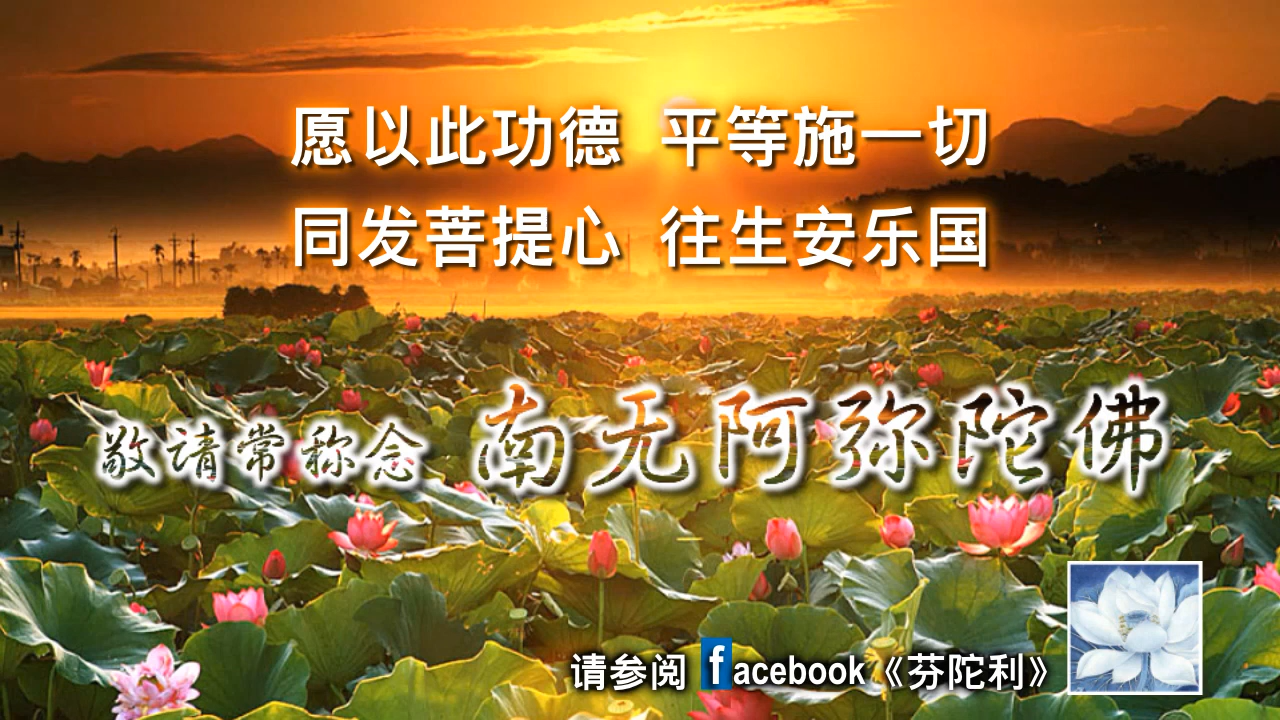 愿以此功德 平等施一切
同发菩提心 往生安乐国
敬请常称念 南无阿弥陀佛
请参阅 facebook《芬陀利》